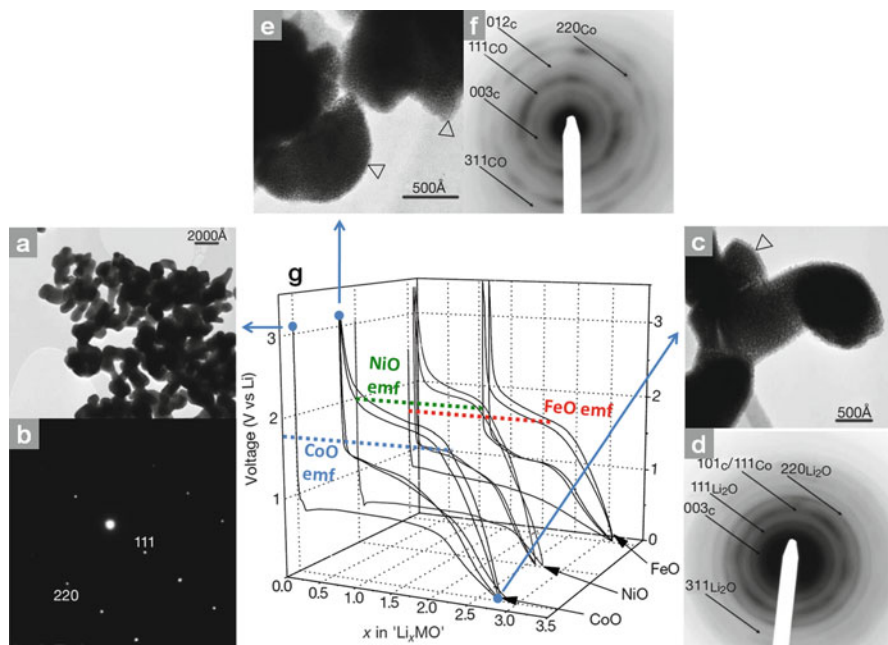 e
500Å
f
012c
220Co
111CO
003c
311CO
a
2000Å
b
111
220
g
Voltage (V vs Li)
3
2
1
NiO
emf
FeO emf
CoO
emf
3
2
1
0
0.0
0.5
1.0
1.5
2.0
2.5
3.0
3.5
x in 'LiₓMO'
FeO
NiO
CoO
c
500Å
d
101c/111Co
220Li₂O
111Li₂O
003c
311Li₂O